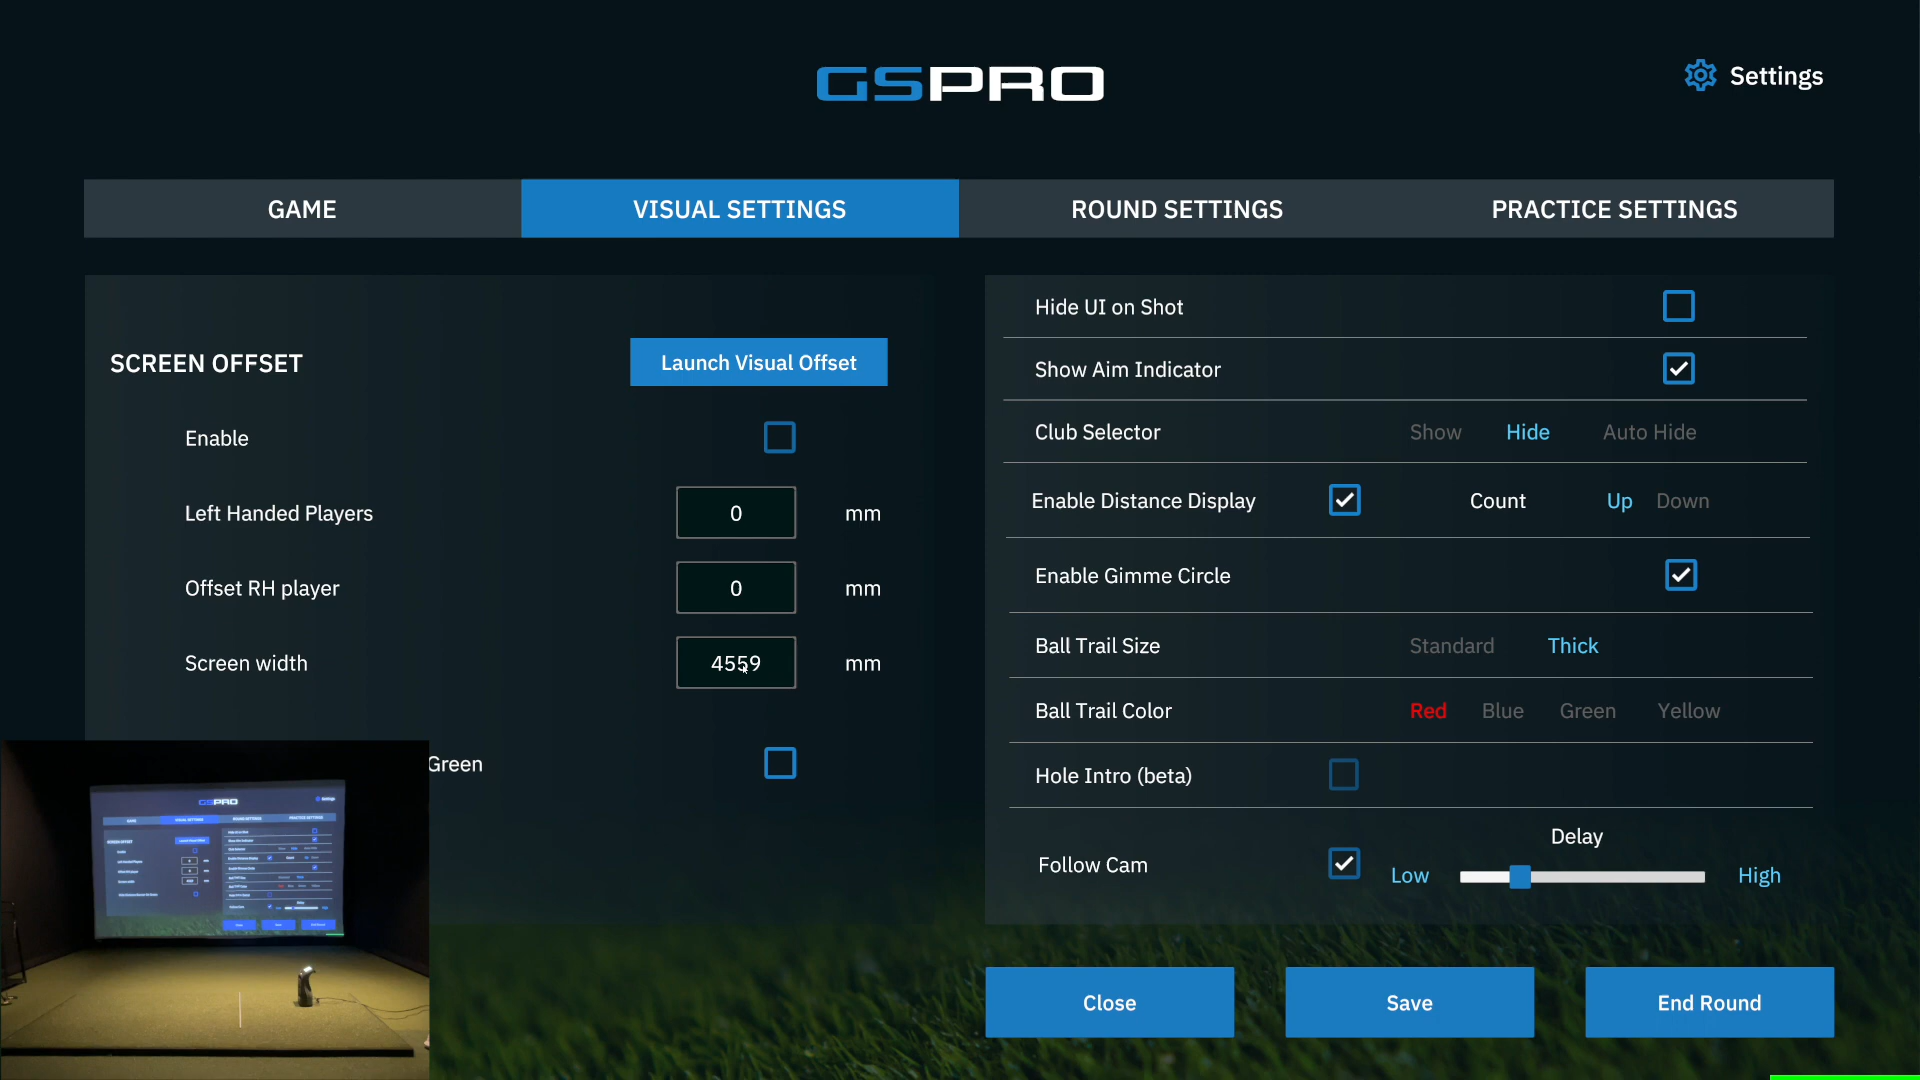 GSPRO
Settings
GAME
VISUAL SETTINGS
ROUND SETTINGS
PRACTICE SETTINGS
SCREEN OFFSET
Launch Visual Offset
Enable
Left Handed Players
0
mm
Offset RH player
0
mm
Screen width
4559
mm
Green
Hide UI on Shot
Show Aim Indicator
Club Selector Show Hide Auto Hide
Enable Distance Display Count Up Down
Enable Gimme Circle
Ball Trail Size Standard Thick
Ball Trail Color Red Blue Green Yellow
Hole Intro (beta)
Delay
Follow Cam Low High
Close
Save
End Round
GSPRO